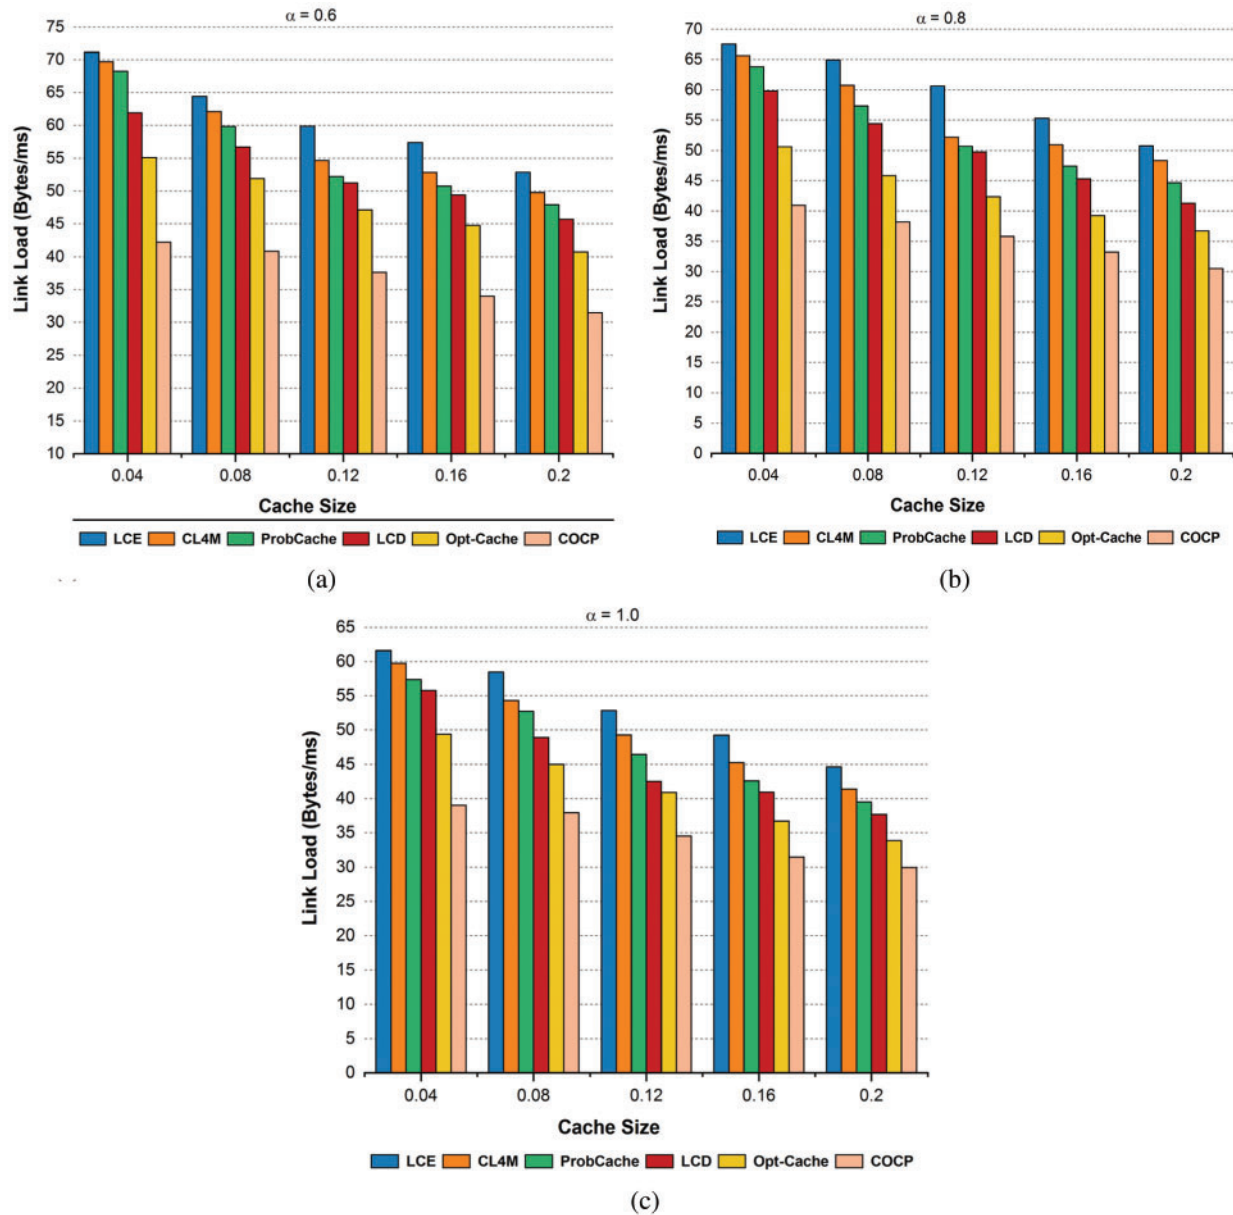 α = 0.6
75
70
65
60
55
50
45
40
35
30
25
20
15
10
Link Load (Bytes/ms)
0.04 0.08 0.12 0.16 0.2
Cache Size
LCE CL4M ProbCache LCD Opt-Cache COCP
(a)
α = 0.8
70
65
60
55
50
45
40
35
30
25
20
15
10
5
0
Link Load (Bytes/ms)
0.04 0.08 0.12 0.16 0.2
Cache Size
LCE CL4M ProbCache LCD Opt-Cache COCP
(b)
α = 1.0
65
60
55
50
45
40
35
30
25
20
15
10
5
0
Link Load (Bytes/ms)
0.04 0.08 0.12 0.16 0.2
Cache Size
LCE CL4M ProbCache LCD Opt-Cache COCP
(c)